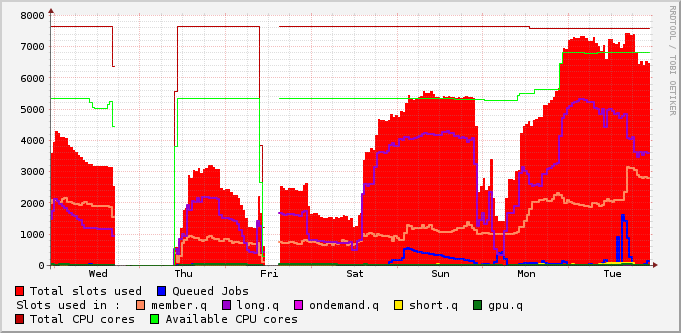 8000
7000
6000
5000
4000
3000
2000
1000
0
Wed Thu Fri Sat Sun Mon Tue
RRDTOOL / TOBI OETIKER
Total slots used Queued Jobs
Slots used in : member.q long.q ondemand.q short.q gpu.q
Total CPU cores Available CPU cores